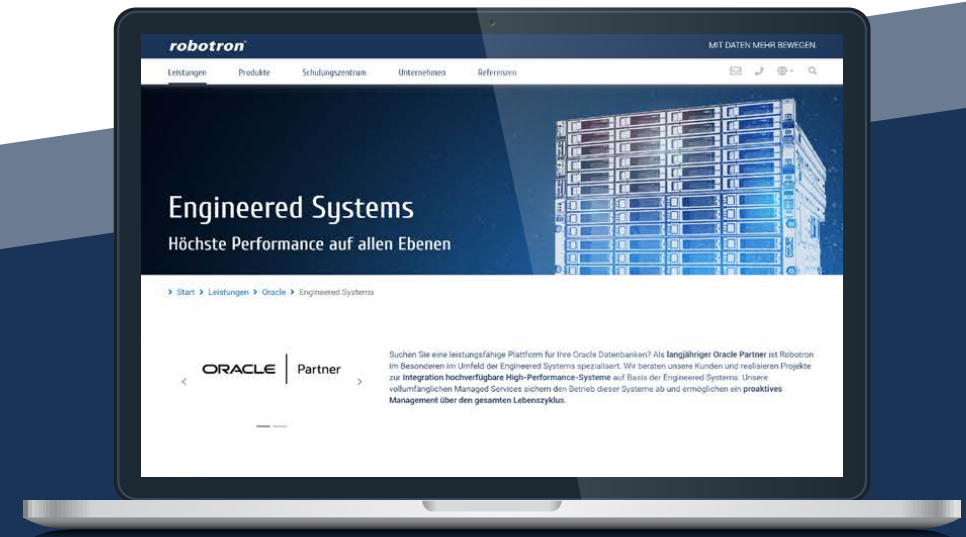 robotron
MIT DATEN MEHR BEWEGEN.
Leistungen Produkte Schulungszentrum Unternehmen Referenzen
Engineered Systems
Höchste Performance auf allen Ebenen
> Start > Leistungen > Oracle > Engineered Systems
ORACLE | Partner
Suchen Sie eine leistungsfähige Plattform für Ihre Oracle Datenbanken? Als langjähriger Oracle Partner ist Robotron
im Besonderen im Umfeld der Engineered Systems spezialisiert. Wir beraten unsere Kunden und realisieren Projekte
zur Integration hochverfügbare High-Performance-Systeme auf Basis der Engineered Systems. Unsere
vollumfänglichen Managed Services sichern den Betrieb dieser Systeme ab und ermöglichen ein proaktives
Management über den gesamten Lebenszyklus.